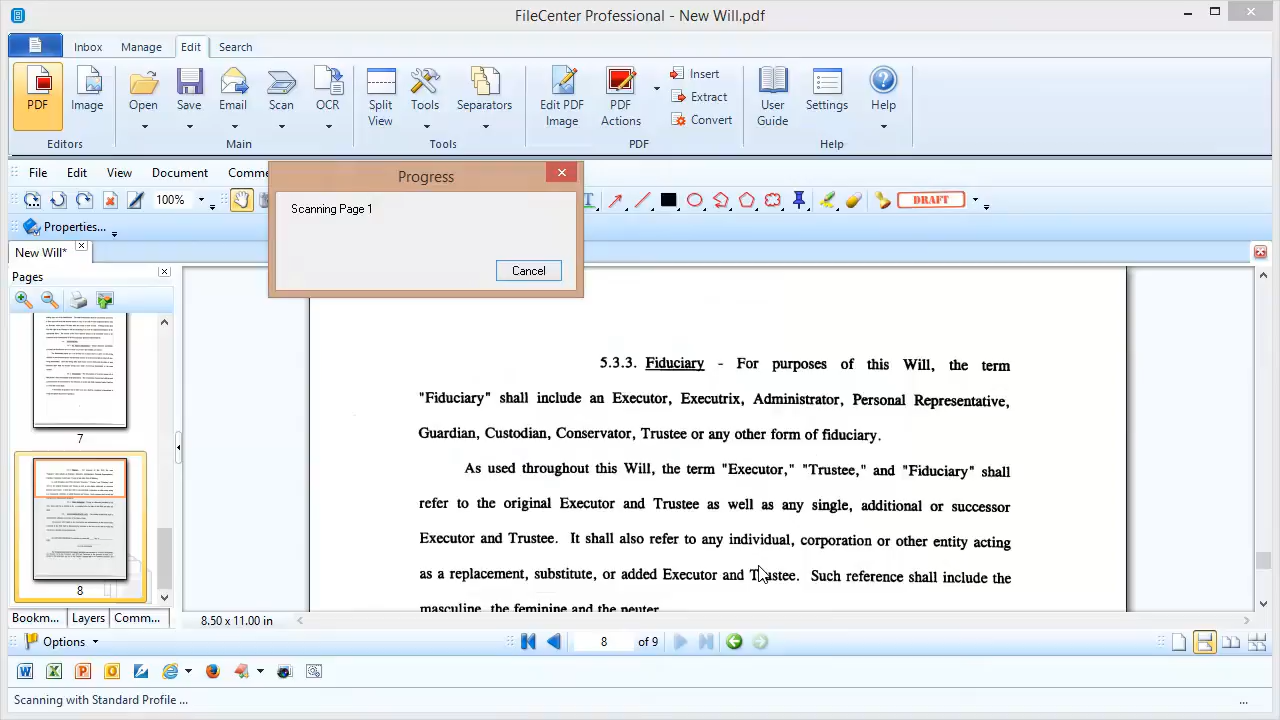 FileCenter Professional - New Will.pdf
Inbox Manage Edit Search
PDF Image Open Save Email Scan OCR Split View Tools Separators Edit PDF Image PDF Actions Insert Extract Convert User Guide Settings Help
Editors Main Tools PDF Help
File Edit View Document Comme
Progress
Scanning Page 1
Cancel
100% T DRAFT
Properties...
New Will*
Pages
7
8
5.3.3. Fiduciary - For purposes of this Will, the term
"Fiduciary" shall include an Executor, Executrix, Administrator, Personal Representative,
Guardian, Custodian, Conservator, Trustee or any other form of fiduciary.
As used throughout this Will, the term "Executor," "Trustee," and "Fiduciary" shall
refer to the original Executor and Trustee as well as any single, additional or successor
Executor and Trustee. It shall also refer to any individual, corporation or other entity acting
as a replacement, substitute, or added Executor and Trustee. Such reference shall include the
masculine, the feminine and the neuter.
Bookm... Layers Comm... 8.50 x 11.00 in
Options 8 of 9
Scanning with Standard Profile ...